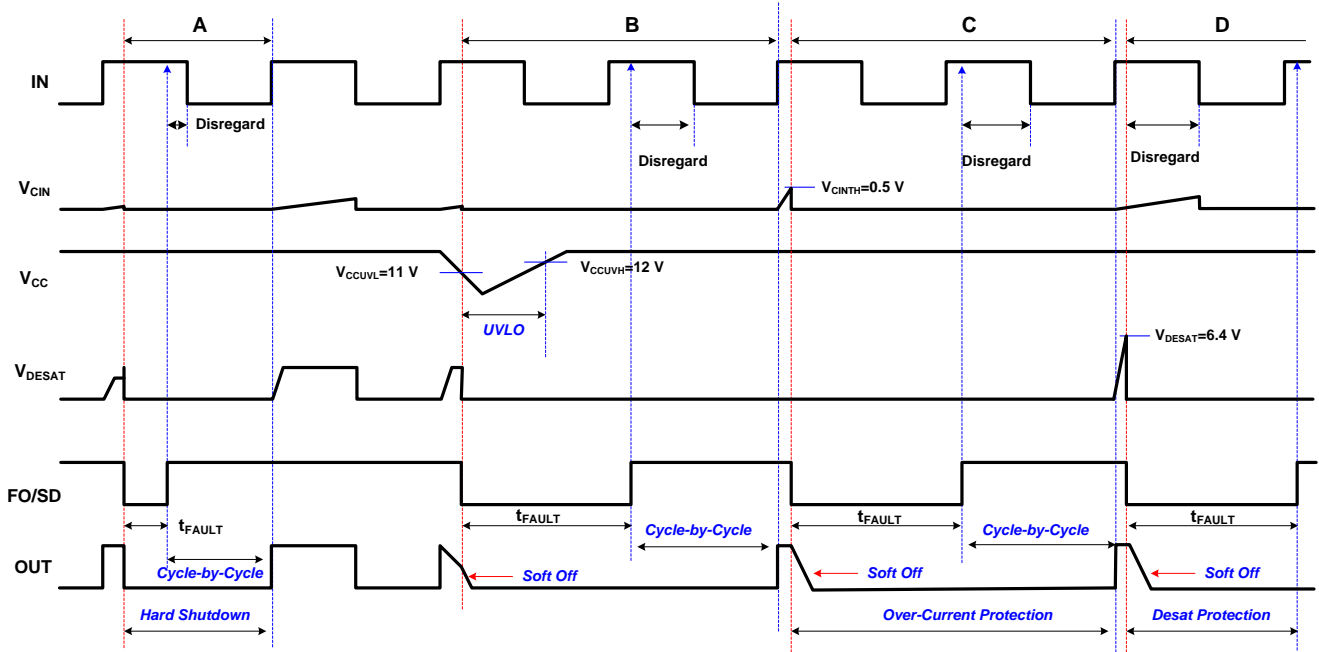 A
B
C
D
IN
Disregard
Disregard
Disregard
Disregard
VCIN
VCINTH=0.5 V
VCC
VCCUVL=11 V
VCCUVH=12 V
UVLO
VDESAT
VDESAT=6.4 V
FO/SD
tFAULT
tFAULT
tFAULT
tFAULT
Cycle-by-Cycle
Cycle-by-Cycle
OUT
Cycle-by-Cycle
Soft Off
Soft Off
Soft Off
Hard Shutdown
Over-Current Protection
Desat Protection